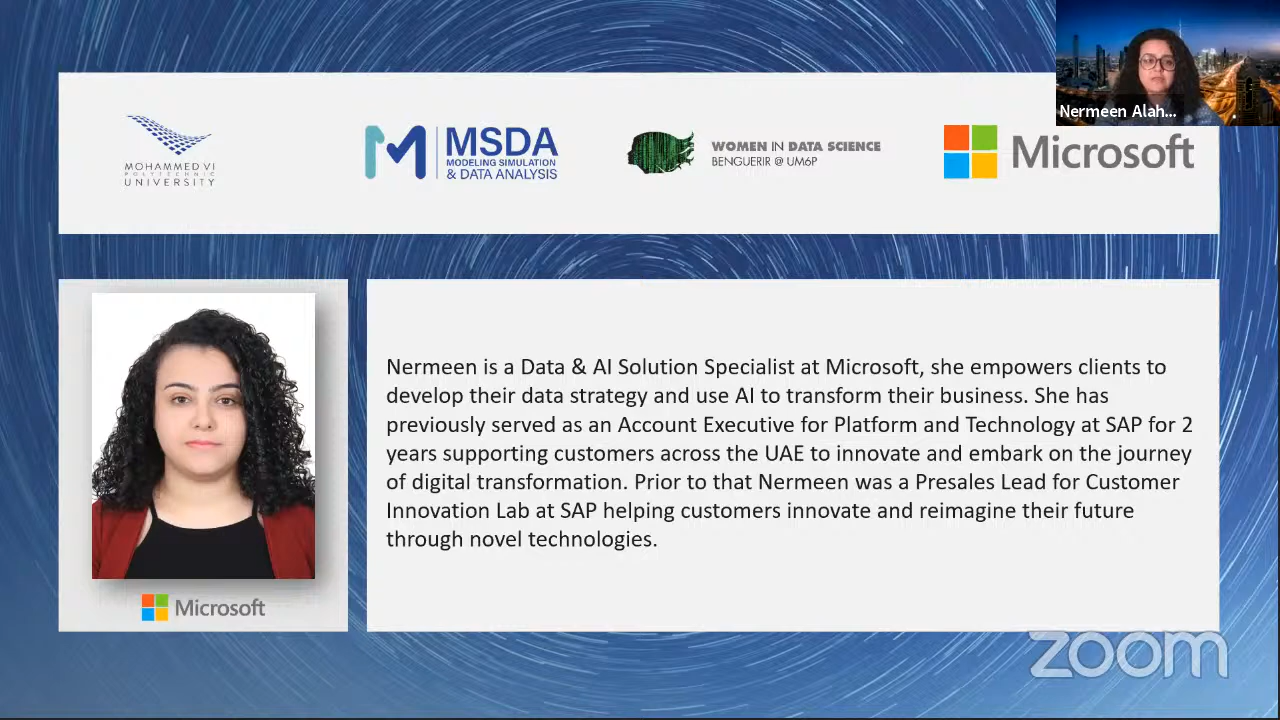 Nermeen Alah...
MOHAMMED VI
POLYTECHNIC
UNIVERSITY
MSDA
MODELING SIMULATION
& DATA ANALYSIS
WOMEN IN DATA SCIENCE
BENGUERIR @ UM6P
Microsoft
Nermeen is a Data & AI Solution Specialist at Microsoft, she empowers clients to
develop their data strategy and use AI to transform their business. She has
previously served as an Account Executive for Platform and Technology at SAP for 2
years supporting customers across the UAE to innovate and embark on the journey
of digital transformation. Prior to that Nermeen was a Presales Lead for Customer
Innovation Lab at SAP helping customers innovate and reimagine their future
through novel technologies.
Microsoft
zoom